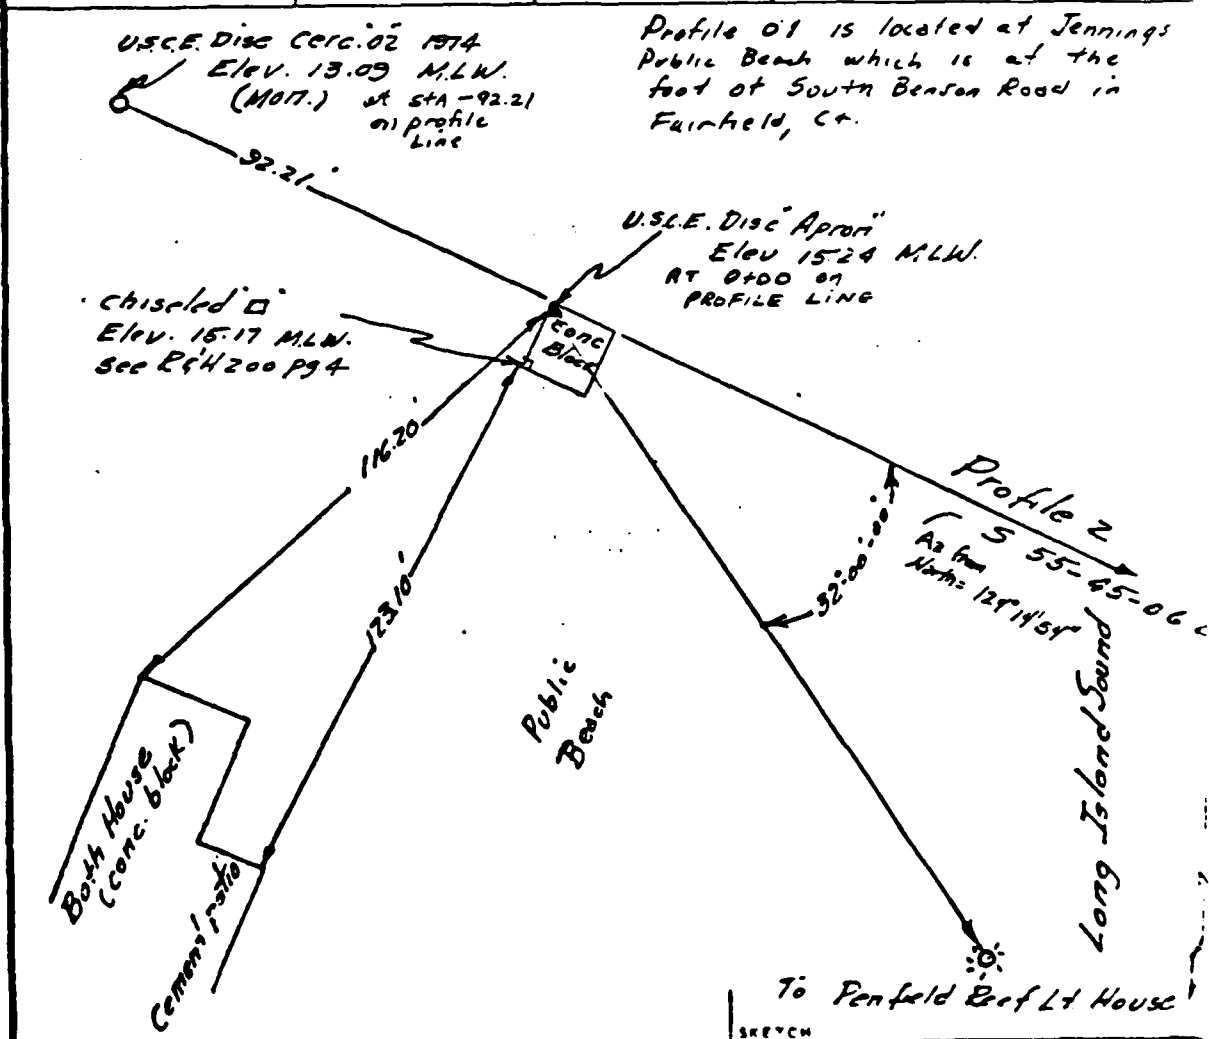 U.S.C.E. Disc Cerc. 02 1974
Elev. 13.09 M.L.W.
(Mon.) at sta -92.21
on profile
Line
Profile 01 is located at Jennings
Public Beach which is at the
foot of South Benson Road in
Fairfield, Ct.
92.21'
U.S.C.E. Disc "Apron"
Elev 15.24 M.L.W.
AT 0+00 on
PROFILE LINE
chiseled "□"
Elev. 15.17 M.L.W.
see R&H 200 pg 4
conc
Block
116.20'
123.10'
32°-00'-00"
Profile 2
S 55-45-06 E
Az from
North = 124°14'54"
Public
Beach
Long Island Sound
Bath House
(conc. block)
Cement patio
To Penfield Reef Lt House
SKETCH